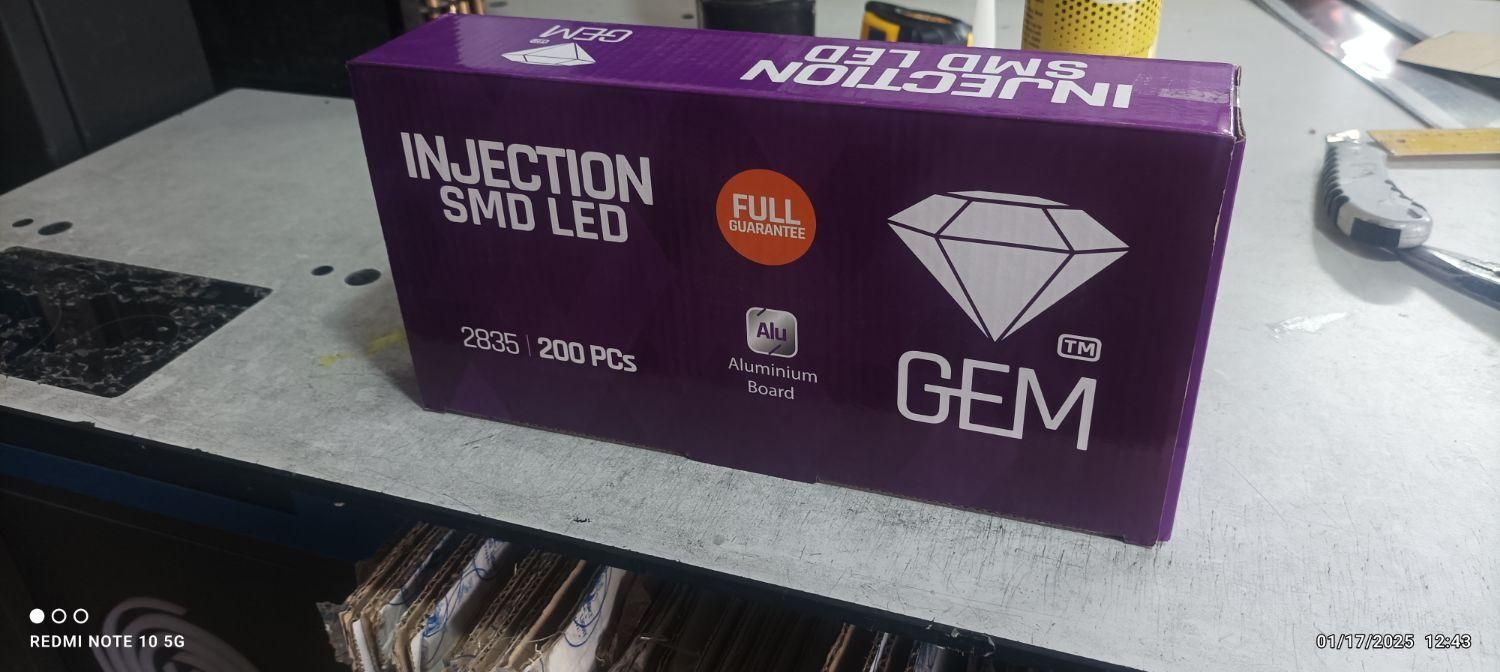 GEM
INJECTION
SMD LED
INJECTION
SMD LED
FULL
GUARANTEE
2835 | 200 PCs
Alu
Aluminium
Board
TM
GEM
REDMI NOTE 10 5G
01/17/2025 12:43